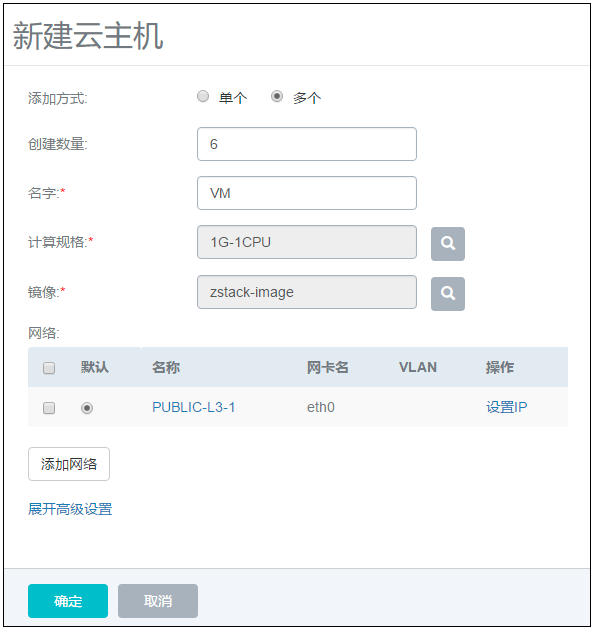 新建云主机
添加方式: 单个 多个
创建数量: 6
名字:* VM
计算规格:* 1G-1CPU
镜像:* zstack-image
网络:
默认 名称 网卡名 VLAN 操作
PUBLIC-L3-1 eth0 设置IP
添加网络
展开高级设置
确定 取消